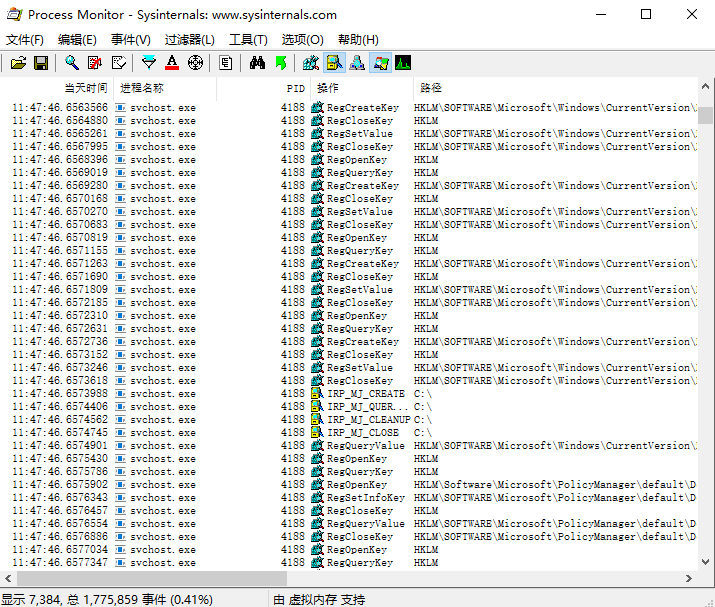 Process Monitor - Sysinternals: www.sysinternals.com
文件(F) 编辑(E) 事件(V) 过滤器(L) 工具(T) 选项(O) 帮助(H)
当天时间 进程名称 PID 操作 路径
11:47:46.6563566 svchost.exe 4188 RegCreateKey HKLM\SOFTWARE\Microsoft\Windows\CurrentVersion\
11:47:46.6564880 svchost.exe 4188 RegCloseKey HKLM\SOFTWARE\Microsoft\Windows\CurrentVersion\
11:47:46.6565261 svchost.exe 4188 RegSetValue HKLM\SOFTWARE\Microsoft\Windows\CurrentVersion\
11:47:46.6567995 svchost.exe 4188 RegCloseKey HKLM\SOFTWARE\Microsoft\Windows\CurrentVersion\
11:47:46.6568396 svchost.exe 4188 RegOpenKey HKLM
11:47:46.6569019 svchost.exe 4188 RegQueryKey HKLM
11:47:46.6569280 svchost.exe 4188 RegCreateKey HKLM\SOFTWARE\Microsoft\Windows\CurrentVersion\
11:47:46.6570168 svchost.exe 4188 RegCloseKey HKLM
11:47:46.6570270 svchost.exe 4188 RegSetValue HKLM\SOFTWARE\Microsoft\Windows\CurrentVersion\
11:47:46.6570683 svchost.exe 4188 RegCloseKey HKLM\SOFTWARE\Microsoft\Windows\CurrentVersion\
11:47:46.6570819 svchost.exe 4188 RegOpenKey HKLM
11:47:46.6571155 svchost.exe 4188 RegQueryKey HKLM
11:47:46.6571263 svchost.exe 4188 RegCreateKey HKLM\SOFTWARE\Microsoft\Windows\CurrentVersion\
11:47:46.6571690 svchost.exe 4188 RegCloseKey HKLM
11:47:46.6571809 svchost.exe 4188 RegSetValue HKLM\SOFTWARE\Microsoft\Windows\CurrentVersion\
11:47:46.6572185 svchost.exe 4188 RegCloseKey HKLM\SOFTWARE\Microsoft\Windows\CurrentVersion\
11:47:46.6572310 svchost.exe 4188 RegOpenKey HKLM
11:47:46.6572631 svchost.exe 4188 RegQueryKey HKLM
11:47:46.6572736 svchost.exe 4188 RegCreateKey HKLM\SOFTWARE\Microsoft\Windows\CurrentVersion\
11:47:46.6573152 svchost.exe 4188 RegCloseKey HKLM
11:47:46.6573246 svchost.exe 4188 RegSetValue HKLM\SOFTWARE\Microsoft\Windows\CurrentVersion\
11:47:46.6573618 svchost.exe 4188 RegCloseKey HKLM\SOFTWARE\Microsoft\Windows\CurrentVersion\
11:47:46.6573988 svchost.exe 4188 IRP_MJ_CREATE C:\
11:47:46.6574406 svchost.exe 4188 IRP_MJ_QUER... C:\
11:47:46.6574562 svchost.exe 4188 IRP_MJ_CLEANUP C:\
11:47:46.6574745 svchost.exe 4188 IRP_MJ_CLOSE C:\
11:47:46.6574901 svchost.exe 4188 RegQueryValue HKLM\SOFTWARE\Microsoft\Windows\CurrentVersion\
11:47:46.6575430 svchost.exe 4188 RegOpenKey HKLM
11:47:46.6575786 svchost.exe 4188 RegQueryKey HKLM
11:47:46.6575902 svchost.exe 4188 RegOpenKey HKLM\Software\Microsoft\PolicyManager\default\D
11:47:46.6576343 svchost.exe 4188 RegSetInfoKey HKLM\SOFTWARE\Microsoft\PolicyManager\default\D
11:47:46.6576457 svchost.exe 4188 RegCloseKey HKLM
11:47:46.6576554 svchost.exe 4188 RegQueryValue HKLM\SOFTWARE\Microsoft\PolicyManager\default\D
11:47:46.6576886 svchost.exe 4188 RegCloseKey HKLM\SOFTWARE\Microsoft\PolicyManager\default\D
11:47:46.6577034 svchost.exe 4188 RegOpenKey HKLM
11:47:46.6577347 svchost.exe 4188 RegQueryKey HKLM
显示 7,384, 总 1,775,859 事件 (0.41%) 由 虚拟内存 支持